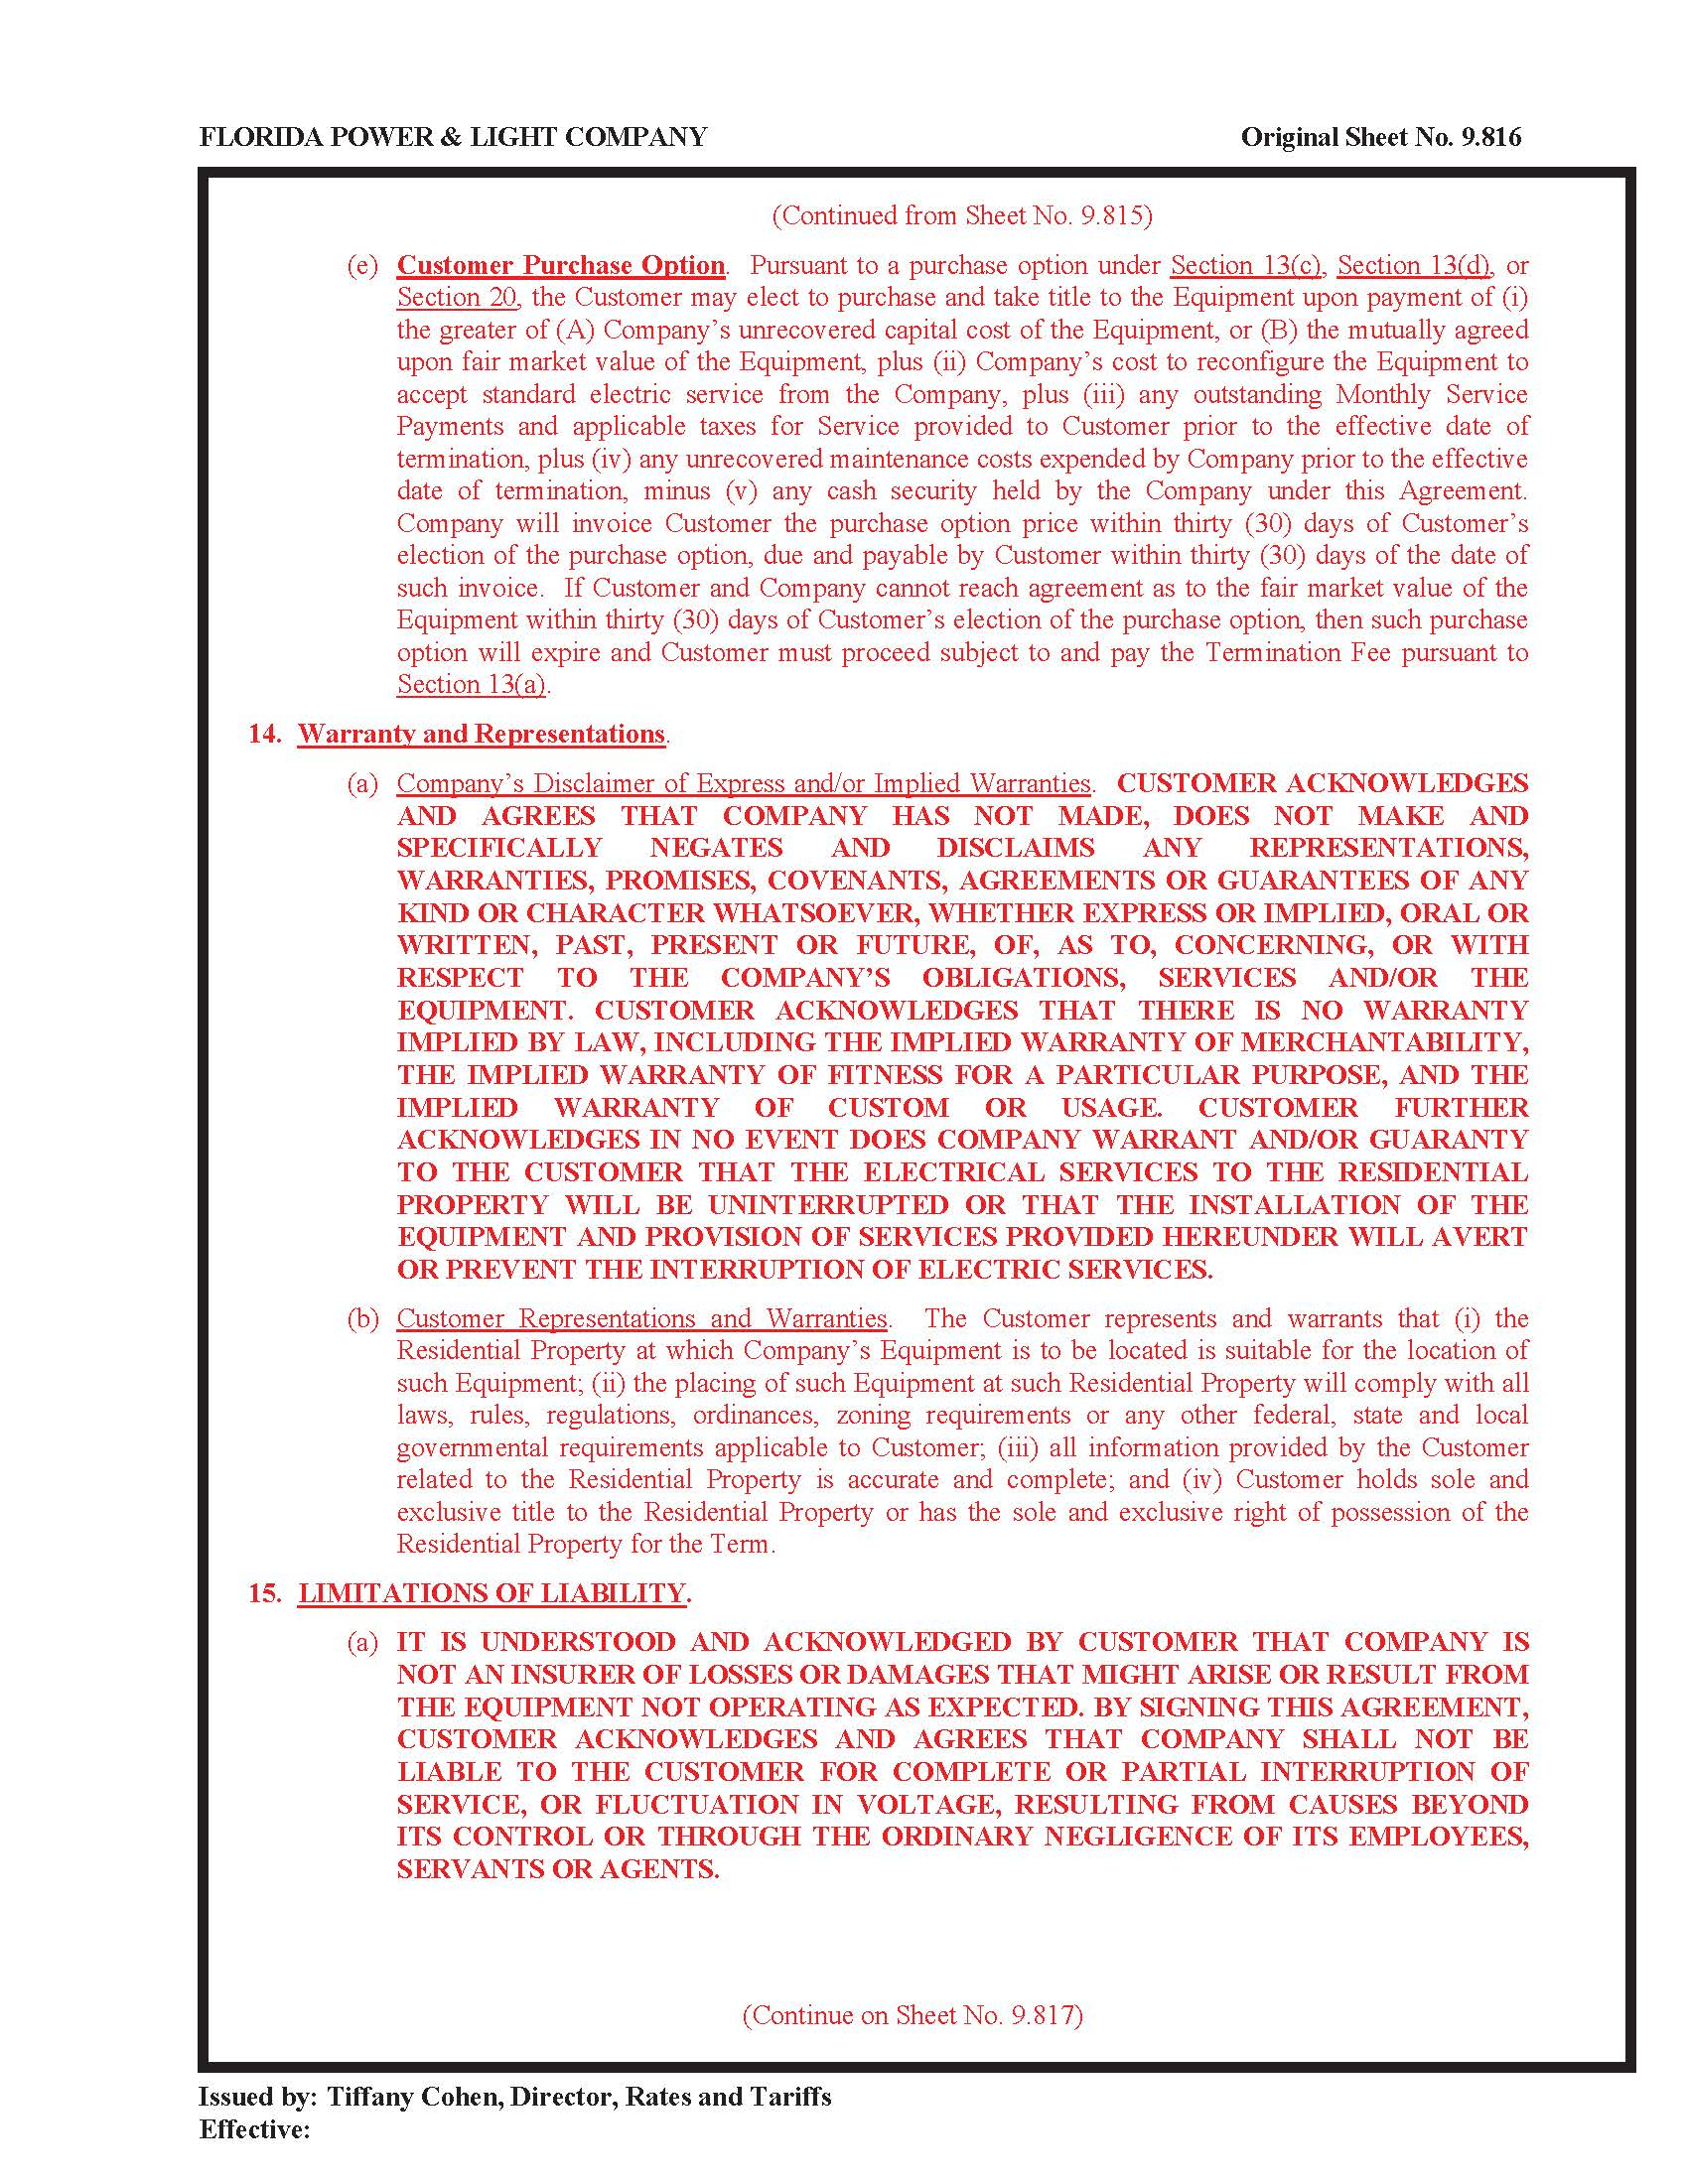 FLORIDA POWER & LIGHT COMPANY Original Sheet No. 9.816
(Continued from Sheet No. 9.815)
(e) Customer Purchase Option. Pursuant to a purchase option under Section 13(c), Section 13(d), or
Section 20, the Customer may elect to purchase and take title to the Equipment upon payment of (i)
the greater of (A) Company’s unrecovered capital cost of the Equipment, or (B) the mutually agreed
upon fair market value of the Equipment, plus (ii) Company’s cost to reconfigure the Equipment to
accept standard electric service from the Company, plus (iii) any outstanding Monthly Service
Payments and applicable taxes for Service provided to Customer prior to the effective date of
termination, plus (iv) any unrecovered maintenance costs expended by Company prior to the effective
date of termination, minus (v) any cash security held by the Company under this Agreement.
Company will invoice Customer the purchase option price within thirty (30) days of Customer’s
election of the purchase option, due and payable by Customer within thirty (30) days of the date of
such invoice. If Customer and Company cannot reach agreement as to the fair market value of the
Equipment within thirty (30) days of Customer’s election of the purchase option, then such purchase
option will expire and Customer must proceed subject to and pay the Termination Fee pursuant to
Section 13(a).
14. Warranty and Representations.
(a) Company’s Disclaimer of Express and/or Implied Warranties. CUSTOMER ACKNOWLEDGES
AND AGREES THAT COMPANY HAS NOT MADE, DOES NOT MAKE AND
SPECIFICALLY NEGATES AND DISCLAIMS ANY REPRESENTATIONS,
WARRANTIES, PROMISES, COVENANTS, AGREEMENTS OR GUARANTEES OF ANY
KIND OR CHARACTER WHATSOEVER, WHETHER EXPRESS OR IMPLIED, ORAL OR
WRITTEN, PAST, PRESENT OR FUTURE, OF, AS TO, CONCERNING, OR WITH
RESPECT TO THE COMPANY’S OBLIGATIONS, SERVICES AND/OR THE
EQUIPMENT. CUSTOMER ACKNOWLEDGES THAT THERE IS NO WARRANTY
IMPLIED BY LAW, INCLUDING THE IMPLIED WARRANTY OF MERCHANTABILITY,
THE IMPLIED WARRANTY OF FITNESS FOR A PARTICULAR PURPOSE, AND THE
IMPLIED WARRANTY OF CUSTOM OR USAGE. CUSTOMER FURTHER
ACKNOWLEDGES IN NO EVENT DOES COMPANY WARRANT AND/OR GUARANTY
TO THE CUSTOMER THAT THE ELECTRICAL SERVICES TO THE RESIDENTIAL
PROPERTY WILL BE UNINTERRUPTED OR THAT THE INSTALLATION OF THE
EQUIPMENT AND PROVISION OF SERVICES PROVIDED HEREUNDER WILL AVERT
OR PREVENT THE INTERRUPTION OF ELECTRIC SERVICES.
(b) Customer Representations and Warranties. The Customer represents and warrants that (i) the
Residential Property at which Company’s Equipment is to be located is suitable for the location of
such Equipment; (ii) the placing of such Equipment at such Residential Property will comply with all
laws, rules, regulations, ordinances, zoning requirements or any other federal, state and local
governmental requirements applicable to Customer; (iii) all information provided by the Customer
related to the Residential Property is accurate and complete; and (iv) Customer holds sole and
exclusive title to the Residential Property or has the sole and exclusive right of possession of the
Residential Property for the Term.
15. LIMITATIONS OF LIABILITY.
(a) IT IS UNDERSTOOD AND ACKNOWLEDGED BY CUSTOMER THAT COMPANY IS
NOT AN INSURER OF LOSSES OR DAMAGES THAT MIGHT ARISE OR RESULT FROM
THE EQUIPMENT NOT OPERATING AS EXPECTED. BY SIGNING THIS AGREEMENT,
CUSTOMER ACKNOWLEDGES AND AGREES THAT COMPANY SHALL NOT BE
LIABLE TO THE CUSTOMER FOR COMPLETE OR PARTIAL INTERRUPTION OF
SERVICE, OR FLUCTUATION IN VOLTAGE, RESULTING FROM CAUSES BEYOND
ITS CONTROL OR THROUGH THE ORDINARY NEGLIGENCE OF ITS EMPLOYEES,
SERVANTS OR AGENTS.
(Continue on Sheet No. 9.817)
Issued by: Tiffany Cohen, Director, Rates and Tariffs
Effective: